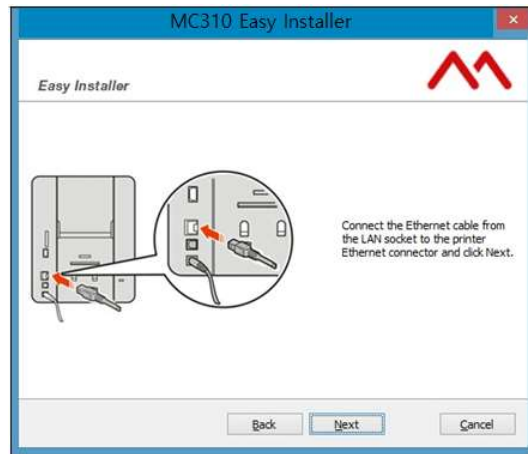 MC310 Easy Installer
Easy Installer
Connect the Ethernet cable from
the LAN socket to the printer
Ethernet connector and click Next.
Back
Next
Cancel